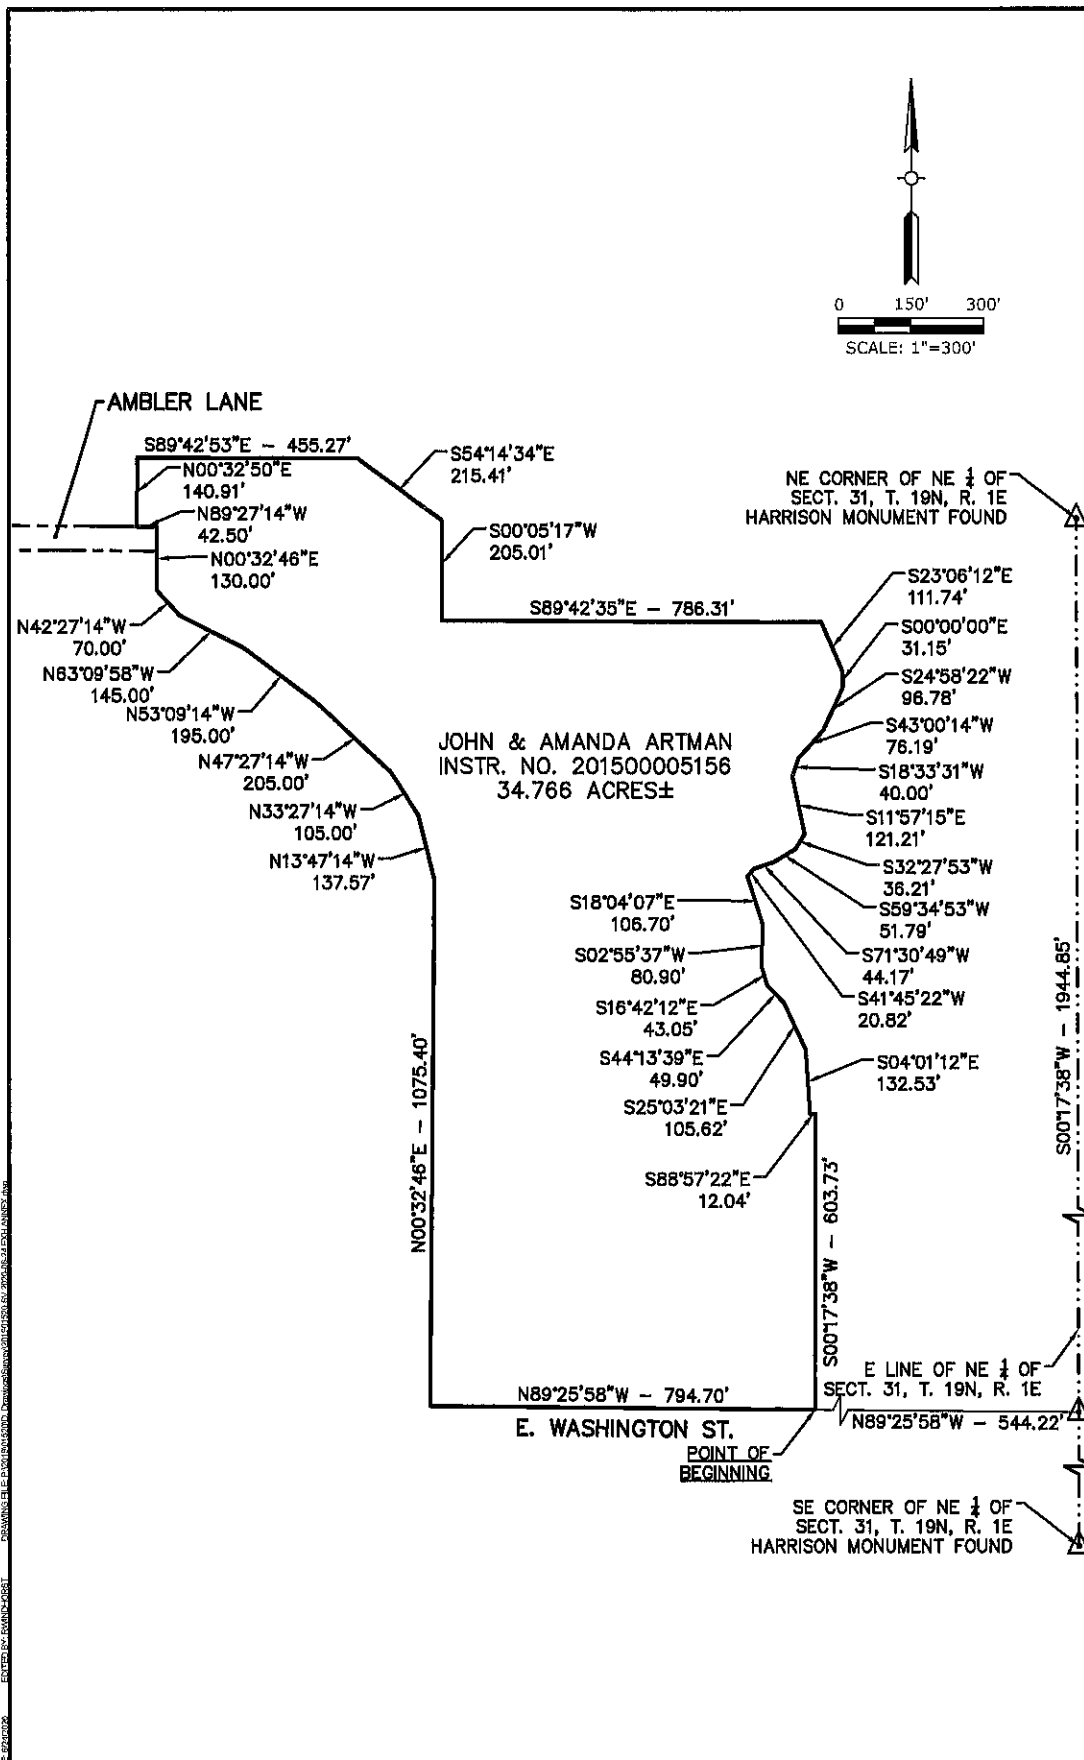 0 150' 300'
SCALE: 1"=300'
AMBLER LANE
S89°42'53"E - 455.27'
S54°14'34"E
215.41'
N00°32'50"E
140.91'
N89°27'14"W
42.50'
N00°32'46"E
130.00'
S00°05'17"W
205.01'
NE CORNER OF NE 1/4 OF
SECT. 31, T. 19N, R. 1E
HARRISON MONUMENT FOUND
S89°42'35"E - 786.31'
S23°06'12"E
111.74'
S00°00'00"E
31.15'
S24°58'22"W
96.78'
S43°00'14"W
76.19'
S18°33'31"W
40.00'
S11°57'15"E
121.21'
S32°27'53"W
36.21'
S59°34'53"W
51.79'
S71°30'49"W
44.17'
S41°45'22"W
20.82'
N42°27'14"W
70.00'
N63°09'58"W
145.00'
N53°09'14"W
195.00'
N47°27'14"W
205.00'
N33°27'14"W
105.00'
N13°47'14"W
137.57'
JOHN & AMANDA ARTMAN
INSTR. NO. 201500005156
34.766 ACRES±
S18°04'07"E
106.70'
S02°55'37"W
80.90'
S16°42'12"E
43.05'
S44°13'39"E
49.90'
S25°03'21"E
105.62'
S04°01'12"E
132.53'
S88°57'22"E
12.04'
N00°32'46"E - 1075.40'
S00°17'38"W - 603.73'
S00°17'38"W - 1944.85'
E LINE OF NE 1/4 OF
SECT. 31, T. 19N, R. 1E
N89°25'58"W - 794.70'
N89°25'58"W - 544.22'
E. WASHINGTON ST.
POINT OF
BEGINNING
SE CORNER OF NE 1/4 OF
SECT. 31, T. 19N, R. 1E
HARRISON MONUMENT FOUND
EDITED BY: RWINDHORST
DRAWING FILE: